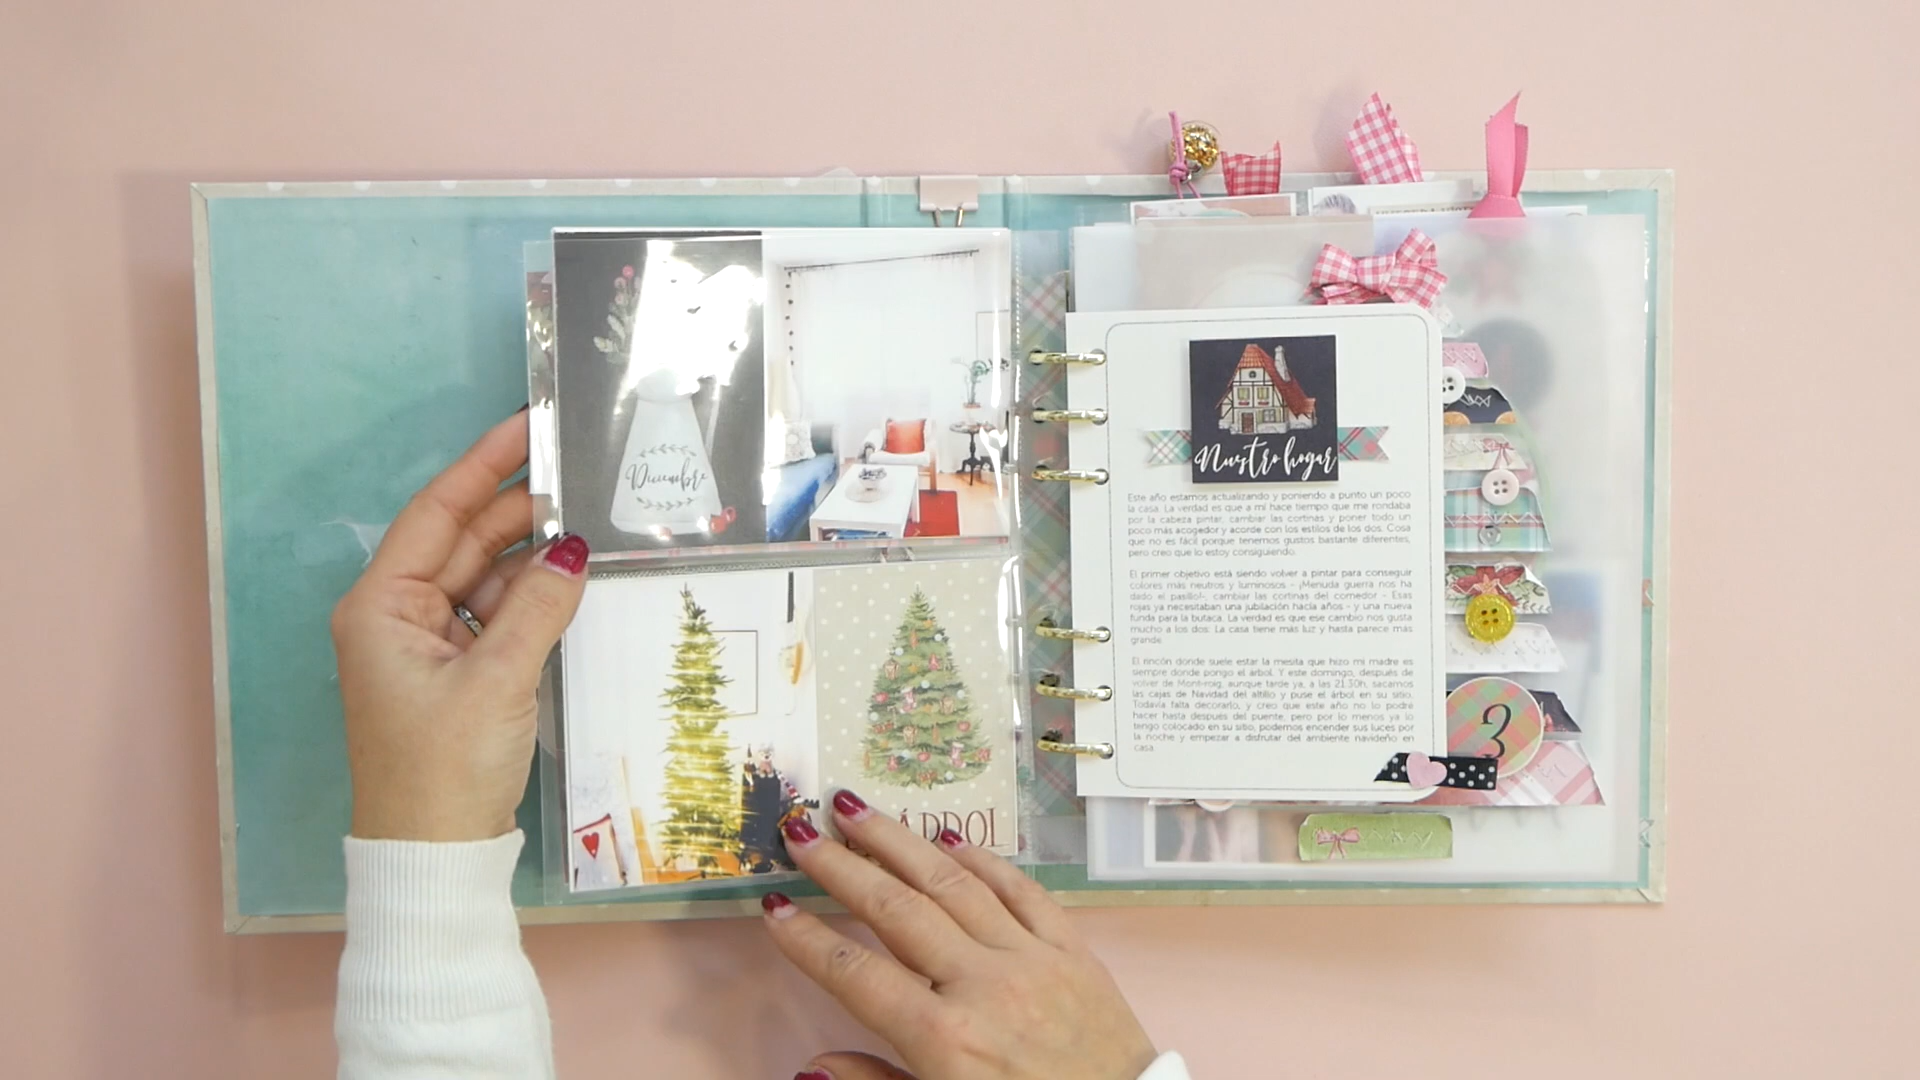 Diciembre
ÁRBOL
Nuestro hogar
Este año estamos actualizando y poniendo a punto un poco
la casa. La verdad es que a mí hace tiempo que me rondaba
por la cabeza pintar, cambiar las cortinas y poner todo un
poco más acogedor y acorde con los estilos de los dos. Cosa
que no es fácil porque tenemos gustos bastante diferentes,
pero creo que lo estoy consiguiendo.
El primer objetivo está siendo volver a pintar para conseguir
colores más neutros y luminosos - ¡Menuda guerra nos ha
dado el pasillo!-, cambiar las cortinas del comedor - Esas
rojas ya necesitaban una jubilación hacía años - y una nueva
funda para la butaca. La verdad es que ese cambio nos gusta
mucho a los dos. La casa tiene más luz y hasta parece más
grande.
El rincón donde suele estar la mesita que hizo mi madre es
siempre donde pongo el árbol. Y este domingo, después de
volver de Mont-roig, aunque tarde ya, a las 21.30h, sacamos
las cajas de Navidad del altillo y puse el árbol en su sitio.
Todavía falta decorarlo, y creo que este año no lo podré
hacer hasta después del puente, pero por lo menos ya lo
tengo colocado en su sitio, podemos encender sus luces por
la noche y empezar a disfrutar del ambiente navideño en
casa.
3